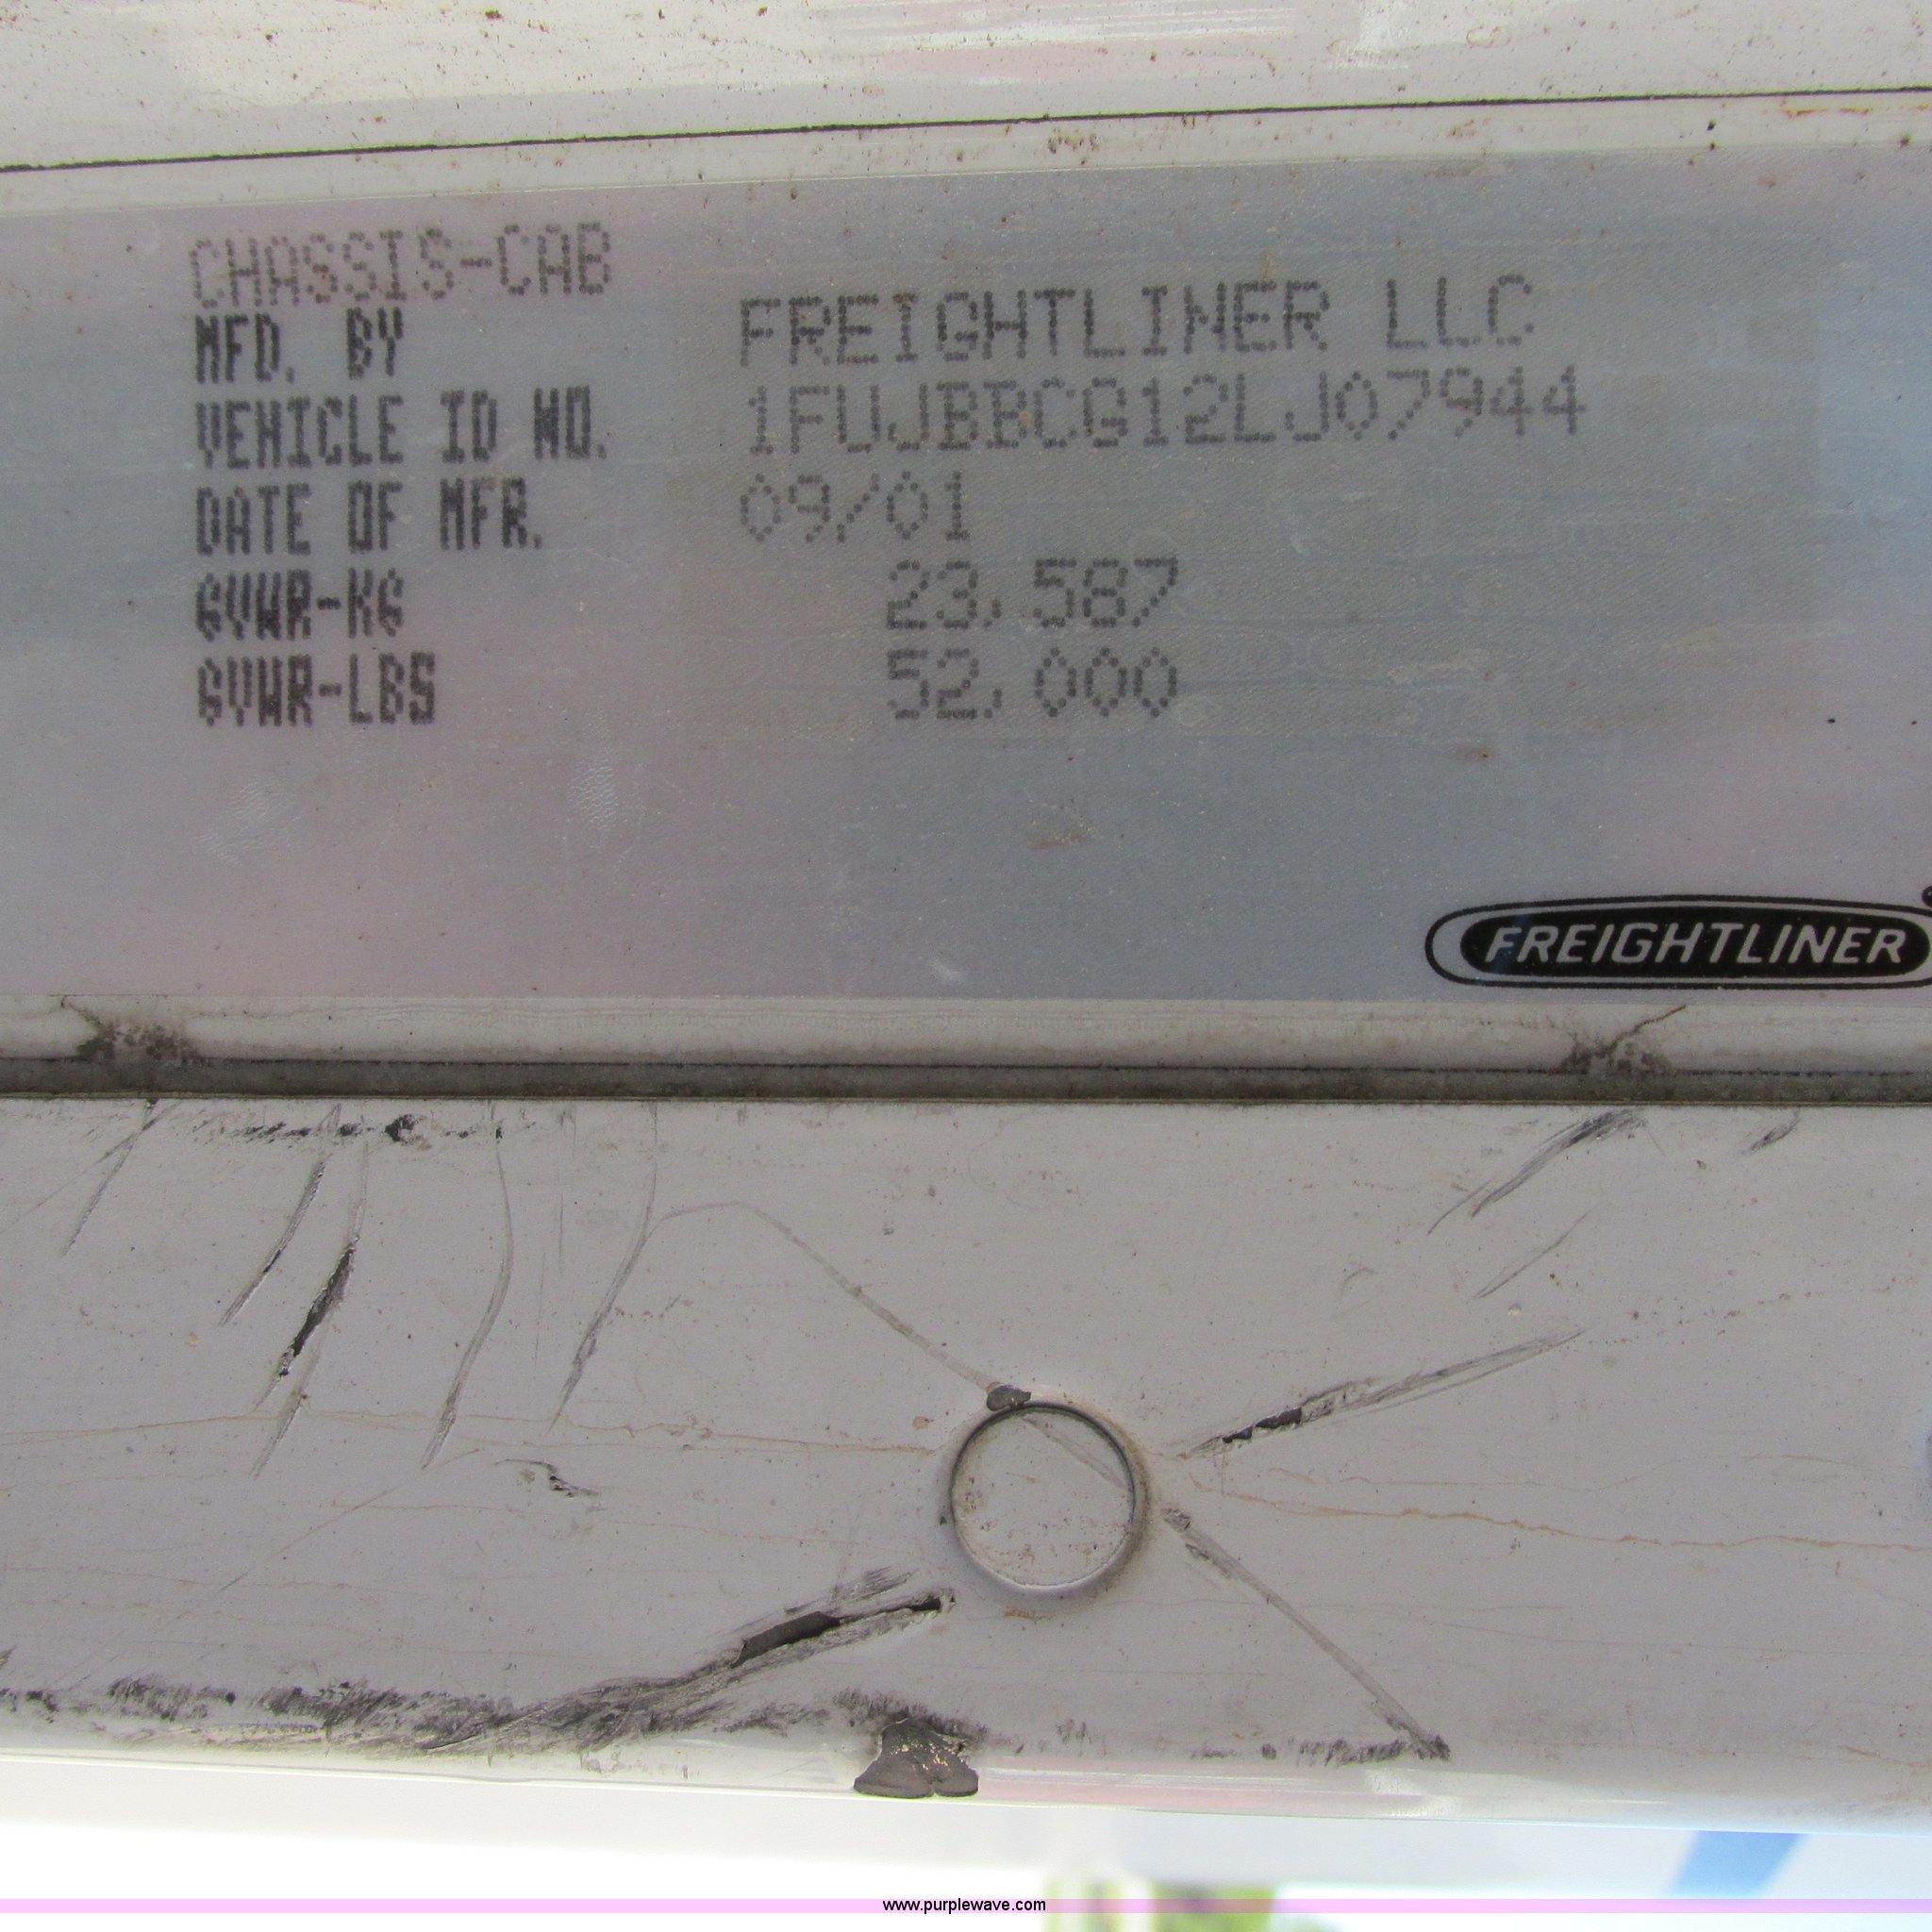 CHASSIS-CAB
MFD. BY FREIGHTLINER LLC
VEHICLE ID NO. 1FUJBBCG12LJ07944
DATE OF MFR. 09/01
GVWR-KG 23,587
GVWR-LBS 52,000
FREIGHTLINER
www.purplewave.com